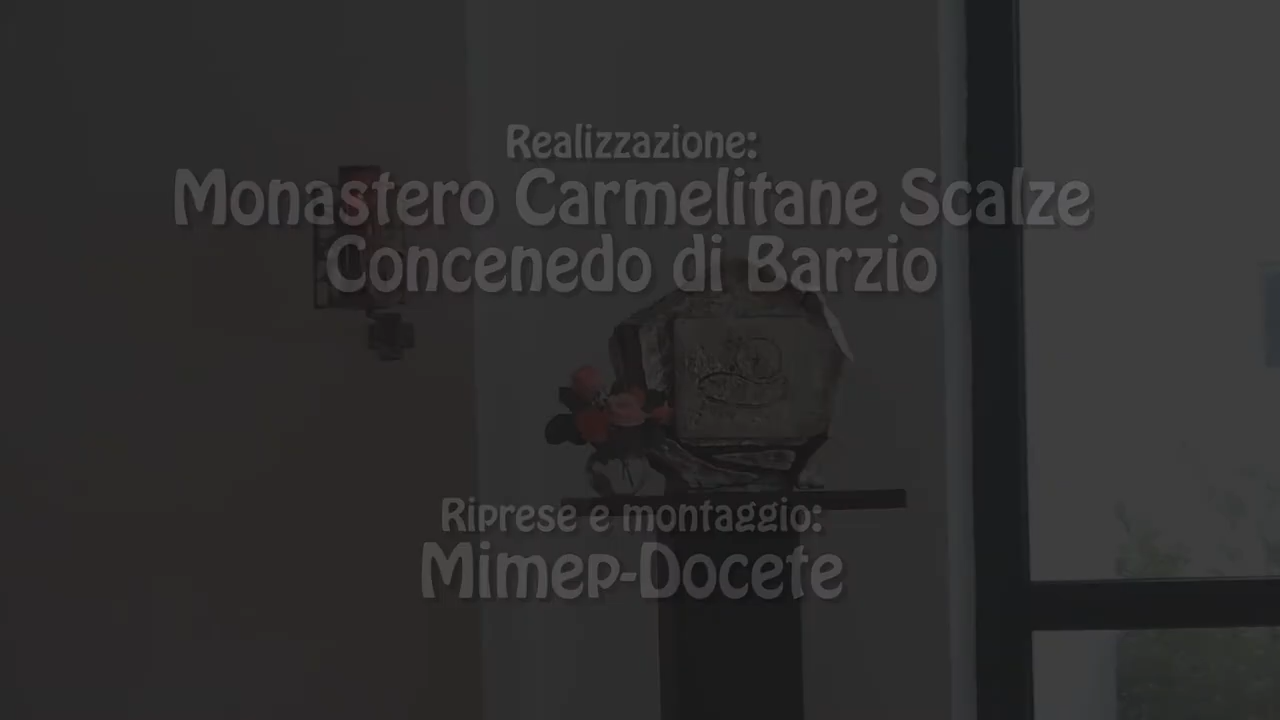 Realizzazione:
Monastero Carmelitane Scalze
Concenedo di Barzio
Riprese e montaggio:
Mimep-Docete